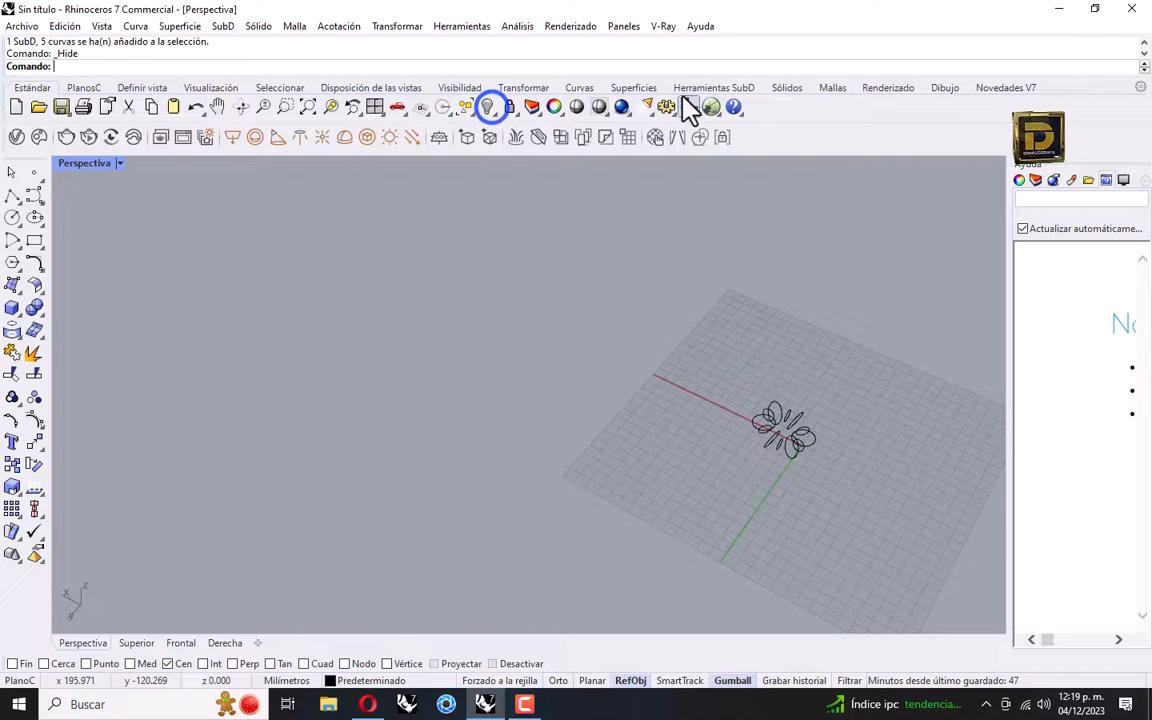 Sin título - Rhinoceros 7 Commercial - [Perspectiva]
Archivo Edición Vista Curva Superficie SubD Sólido Malla Acotación Transformar Herramientas Análisis Renderizado Paneles V-Ray Ayuda
1 SubD, 5 curvas se ha(n) añadido a la selección.
Comando: _Hide
Comando:
Estándar PlanosC Definir vista Visualización Seleccionar Disposición de las vistas Visibilidad Transformar Curvas Superficies Herramientas SubD Sólidos Mallas Renderizado Dibujo Novedades V7
Perspectiva
Ayuda
Actualizar automáticame...
x
y
z
Perspectiva Superior Frontal Derecha
Fin Cerca Punto Med Cen Int Perp Tan Cuad Nodo Vértice Proyectar Desactivar
PlanoC x 195.971 y -120.269 z 0.000 Milímetros Predeterminado Forzado a la rejilla Orto Planar RefObj SmartTrack Gumball Grabar historial Filtrar Minutos desde último guardado: 47
Buscar
Índice ipc tendencia...
12:19 p. m.
04/12/2023